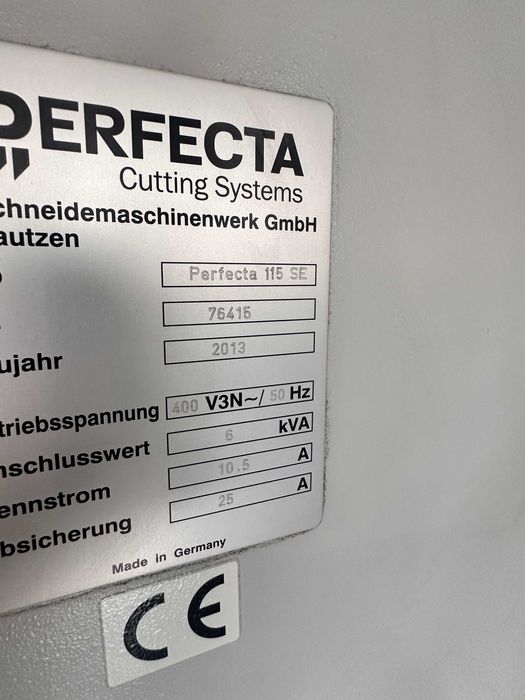 PERFECTA
Cutting Systems
chneidemaschinenwerk GmbH
autzen
Perfecta 115 SE
76415
ujahr 2013
triebsspannung 400 V3N~/ 50 Hz
nschlusswert 6 kVA
ennstrom 10.5 A
bsicherung 25 A
Made in Germany
CE